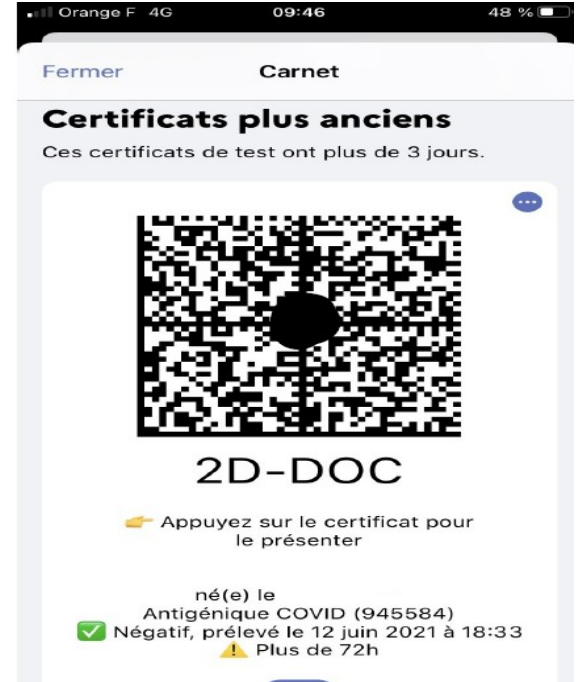 Orange F 4G 09:46 48 %
Fermer Carnet
Certificats plus anciens
Ces certificats de test ont plus de 3 jours.
2D-DOC
👉 Appuyez sur le certificat pour
le présenter
né(e) le
Antigénique COVID (945584)
✅ Négatif, prélevé le 12 juin 2021 à 18:33
⚠️ Plus de 72h